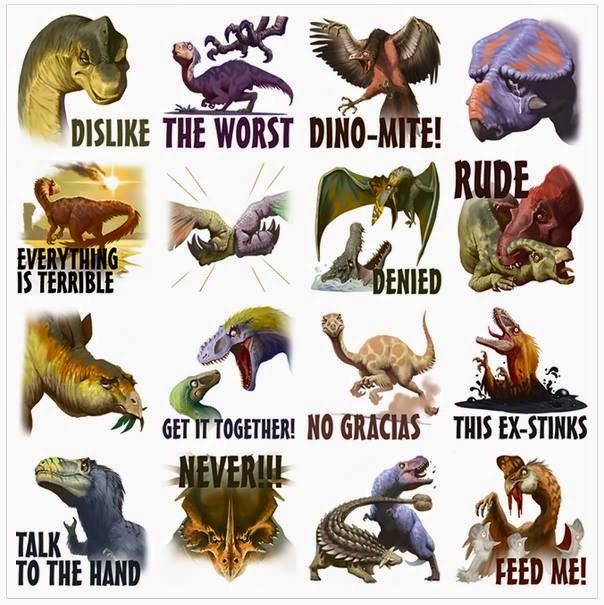 DISLIKE
THE WORST
DINO-MITE!
EVERYTHING
IS TERRIBLE
DENIED
RUDE
GET IT TOGETHER!
NO GRACIAS
THIS EX-STINKS
TALK
TO THE HAND
NEVER!!!
FEED ME!